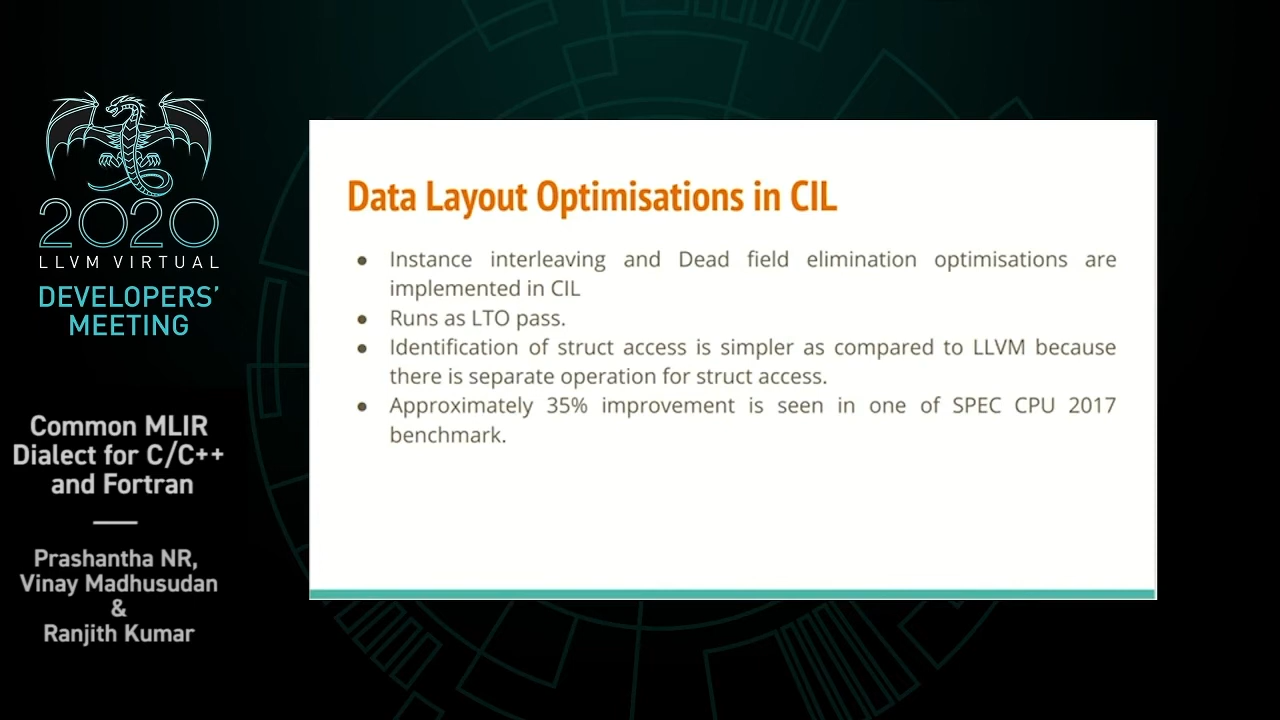 2020
LLVM VIRTUAL
DEVELOPERS'
MEETING
Common MLIR
Dialect for C/C++
and Fortran
Prashantha NR,
Vinay Madhusudan
&
Ranjith Kumar
Data Layout Optimisations in CIL
● Instance interleaving and Dead field elimination optimisations are
implemented in CIL
● Runs as LTO pass.
● Identification of struct access is simpler as compared to LLVM because
there is separate operation for struct access.
● Approximately 35% improvement is seen in one of SPEC CPU 2017
benchmark.